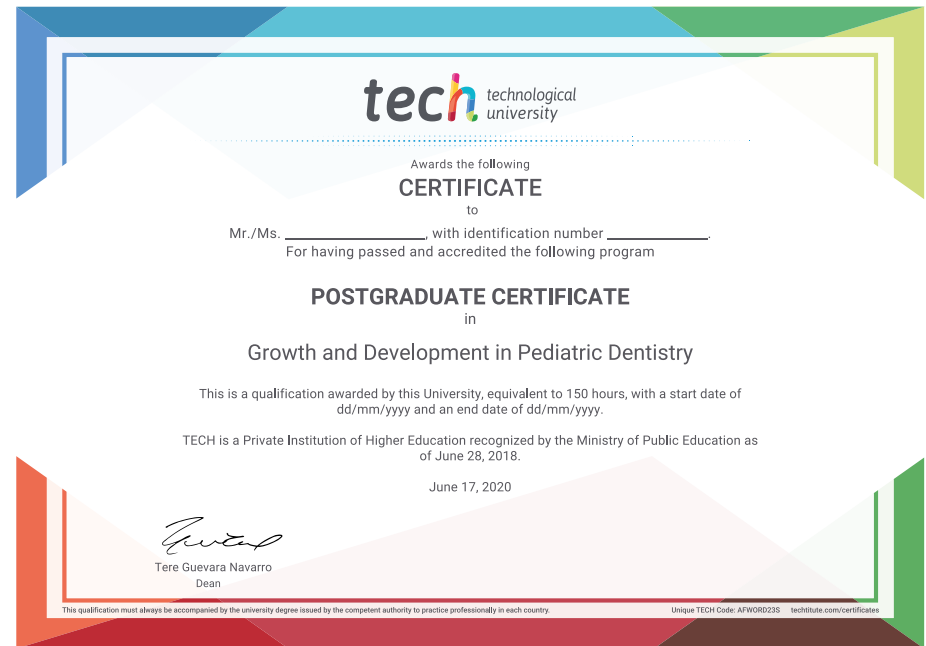 tech technological
university
Awards the following
CERTIFICATE
to
Mr./Ms. ____________________, with identification number ______________.
For having passed and accredited the following program
POSTGRADUATE CERTIFICATE
in
Growth and Development in Pediatric Dentistry
This is a qualification awarded by this University, equivalent to 150 hours, with a start date of
dd/mm/yyyy and an end date of dd/mm/yyyy.
TECH is a Private Institution of Higher Education recognized by the Ministry of Public Education as
of June 28, 2018.
June 17, 2020
Tere Guevara Navarro
Dean
This qualification must always be accompanied by the university degree issued by the competent authority to practice professionally in each country.
Unique TECH Code: AFWORD23S techtitute.com/certificates